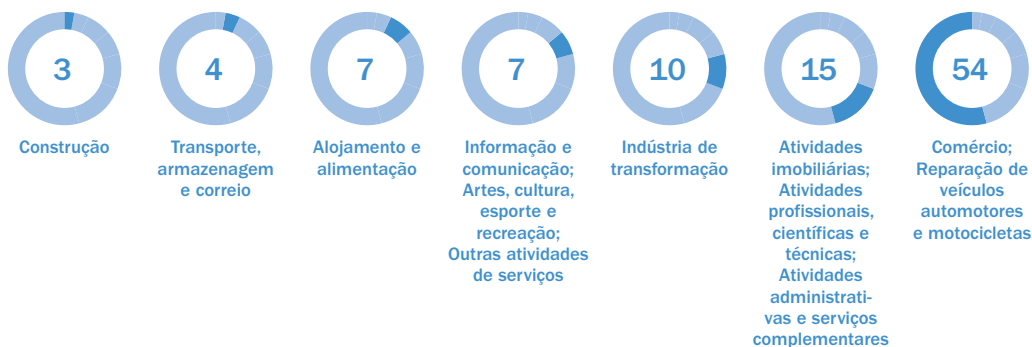 3
Construção
4
Transporte,
armazenagem
e correio
7
Alojamento e
alimentação
7
Informação e
comunicação;
Artes, cultura,
esporte e
recreação;
Outras atividades
de serviços
10
Indústria de
transformação
15
Atividades
imobiliárias;
Atividades
profissionais,
científicas e
técnicas;
Atividades
administrati-
vas e serviços
complementares
54
Comércio;
Reparação de
veículos
automotores
e motocicletas